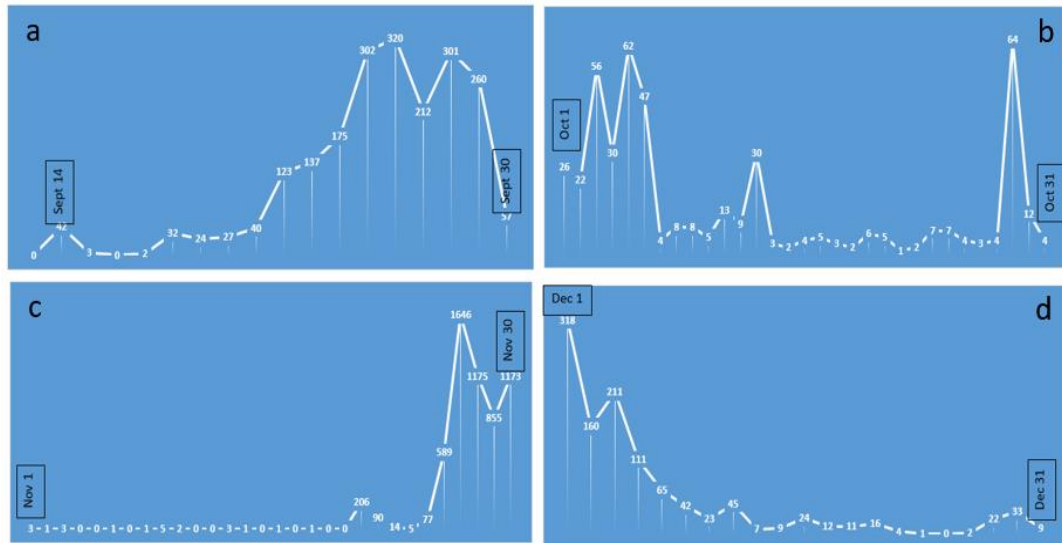 a
Sept 14
0 42 3 0 2 32 24 27 40 123 137 175 302 320 212 301 260 57
Sept 30
b
Oct 1
26 22 56 30 62 47 4 8 8 5 13 9 30 3 2 4 5 3 2 6 5 1 2 7 7 4 3 4 64 12 4
Oct 31
c
Nov 1
3 1 3 0 0 1 0 1 5 2 0 0 3 1 0 1 0 1 0 0 206 90 14 5 77 589 1646 1175 855 1173
Nov 30
d
Dec 1
318 160 211 111 65 42 23 45 7 9 24 12 11 16 4 1 0 2 22 33 9
Dec 31